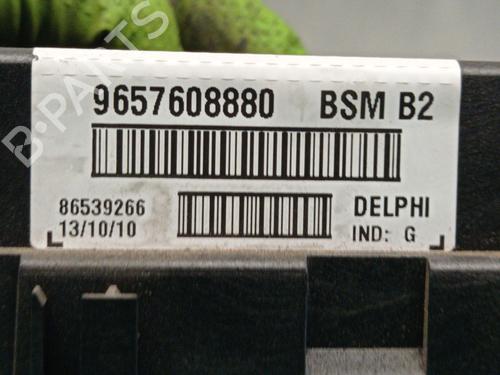 9657608880 BSM B2
86539266 DELPHI
13/10/10 IND: G
B-PARTS